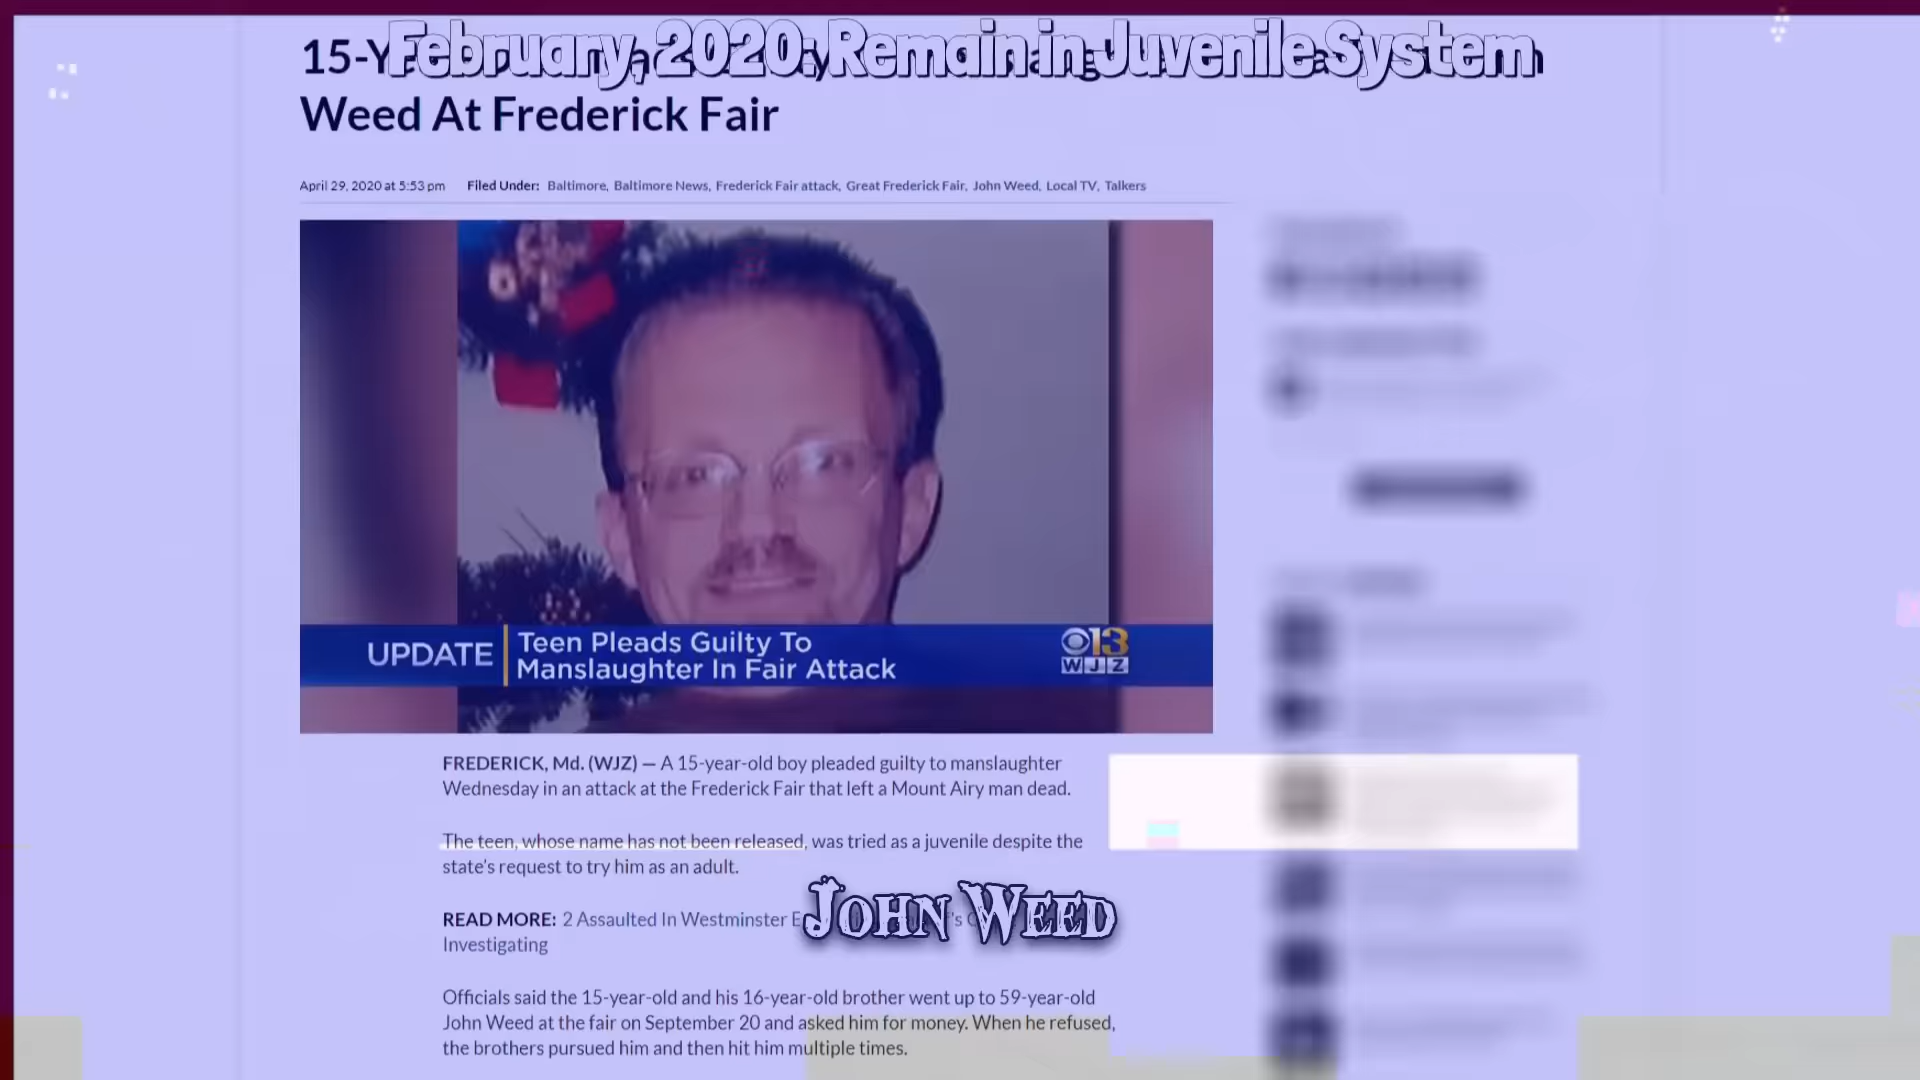 February, 2020: Remain in Juvenile System
15-Y
Weed At Frederick Fair
April 29, 2020 at 5:53 pm Filed Under: Baltimore, Baltimore News, Frederick Fair attack, Great Frederick Fair, John Weed, Local TV, Talkers
UPDATE
Teen Pleads Guilty To
Manslaughter In Fair Attack
13
WJZ
FREDERICK, Md. (WJZ) — A 15-year-old boy pleaded guilty to manslaughter
Wednesday in an attack at the Frederick Fair that left a Mount Airy man dead.
The teen, whose name has not been released, was tried as a juvenile despite the
state's request to try him as an adult.
READ MORE: 2 Assaulted In Westminster
Investigating
John Weed
Officials said the 15-year-old and his 16-year-old brother went up to 59-year-old
John Weed at the fair on September 20 and asked him for money. When he refused,
the brothers pursued him and then hit him multiple times.